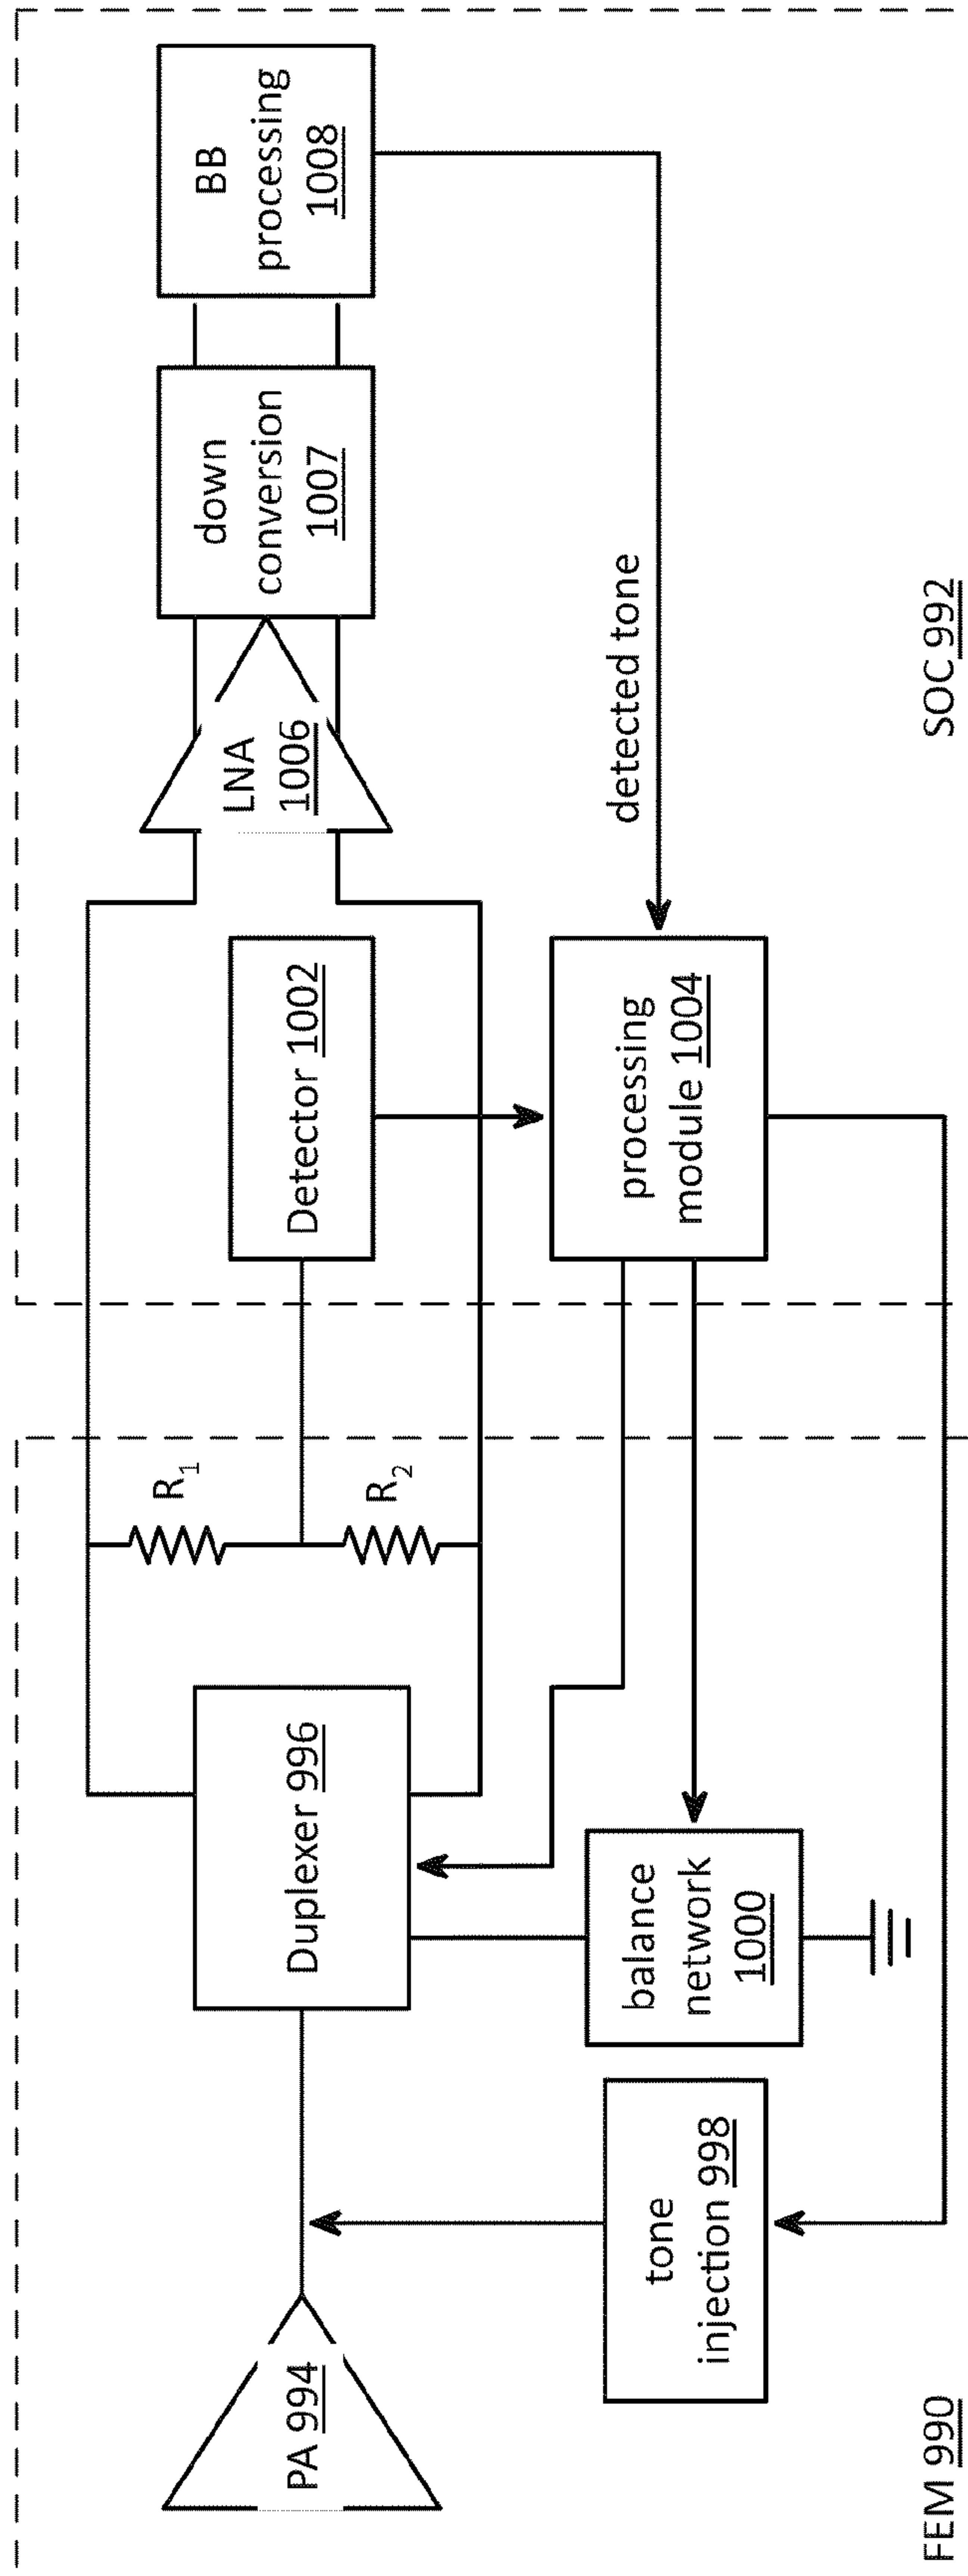 PA 994
Duplexer 996
R1
R2
Detector 1002
LNA
1006
down
conversion
1007
BB
processing
1008
tone
injection 998
balance
network
1000
processing
module 1004
detected tone
FEM 990
SOC 992